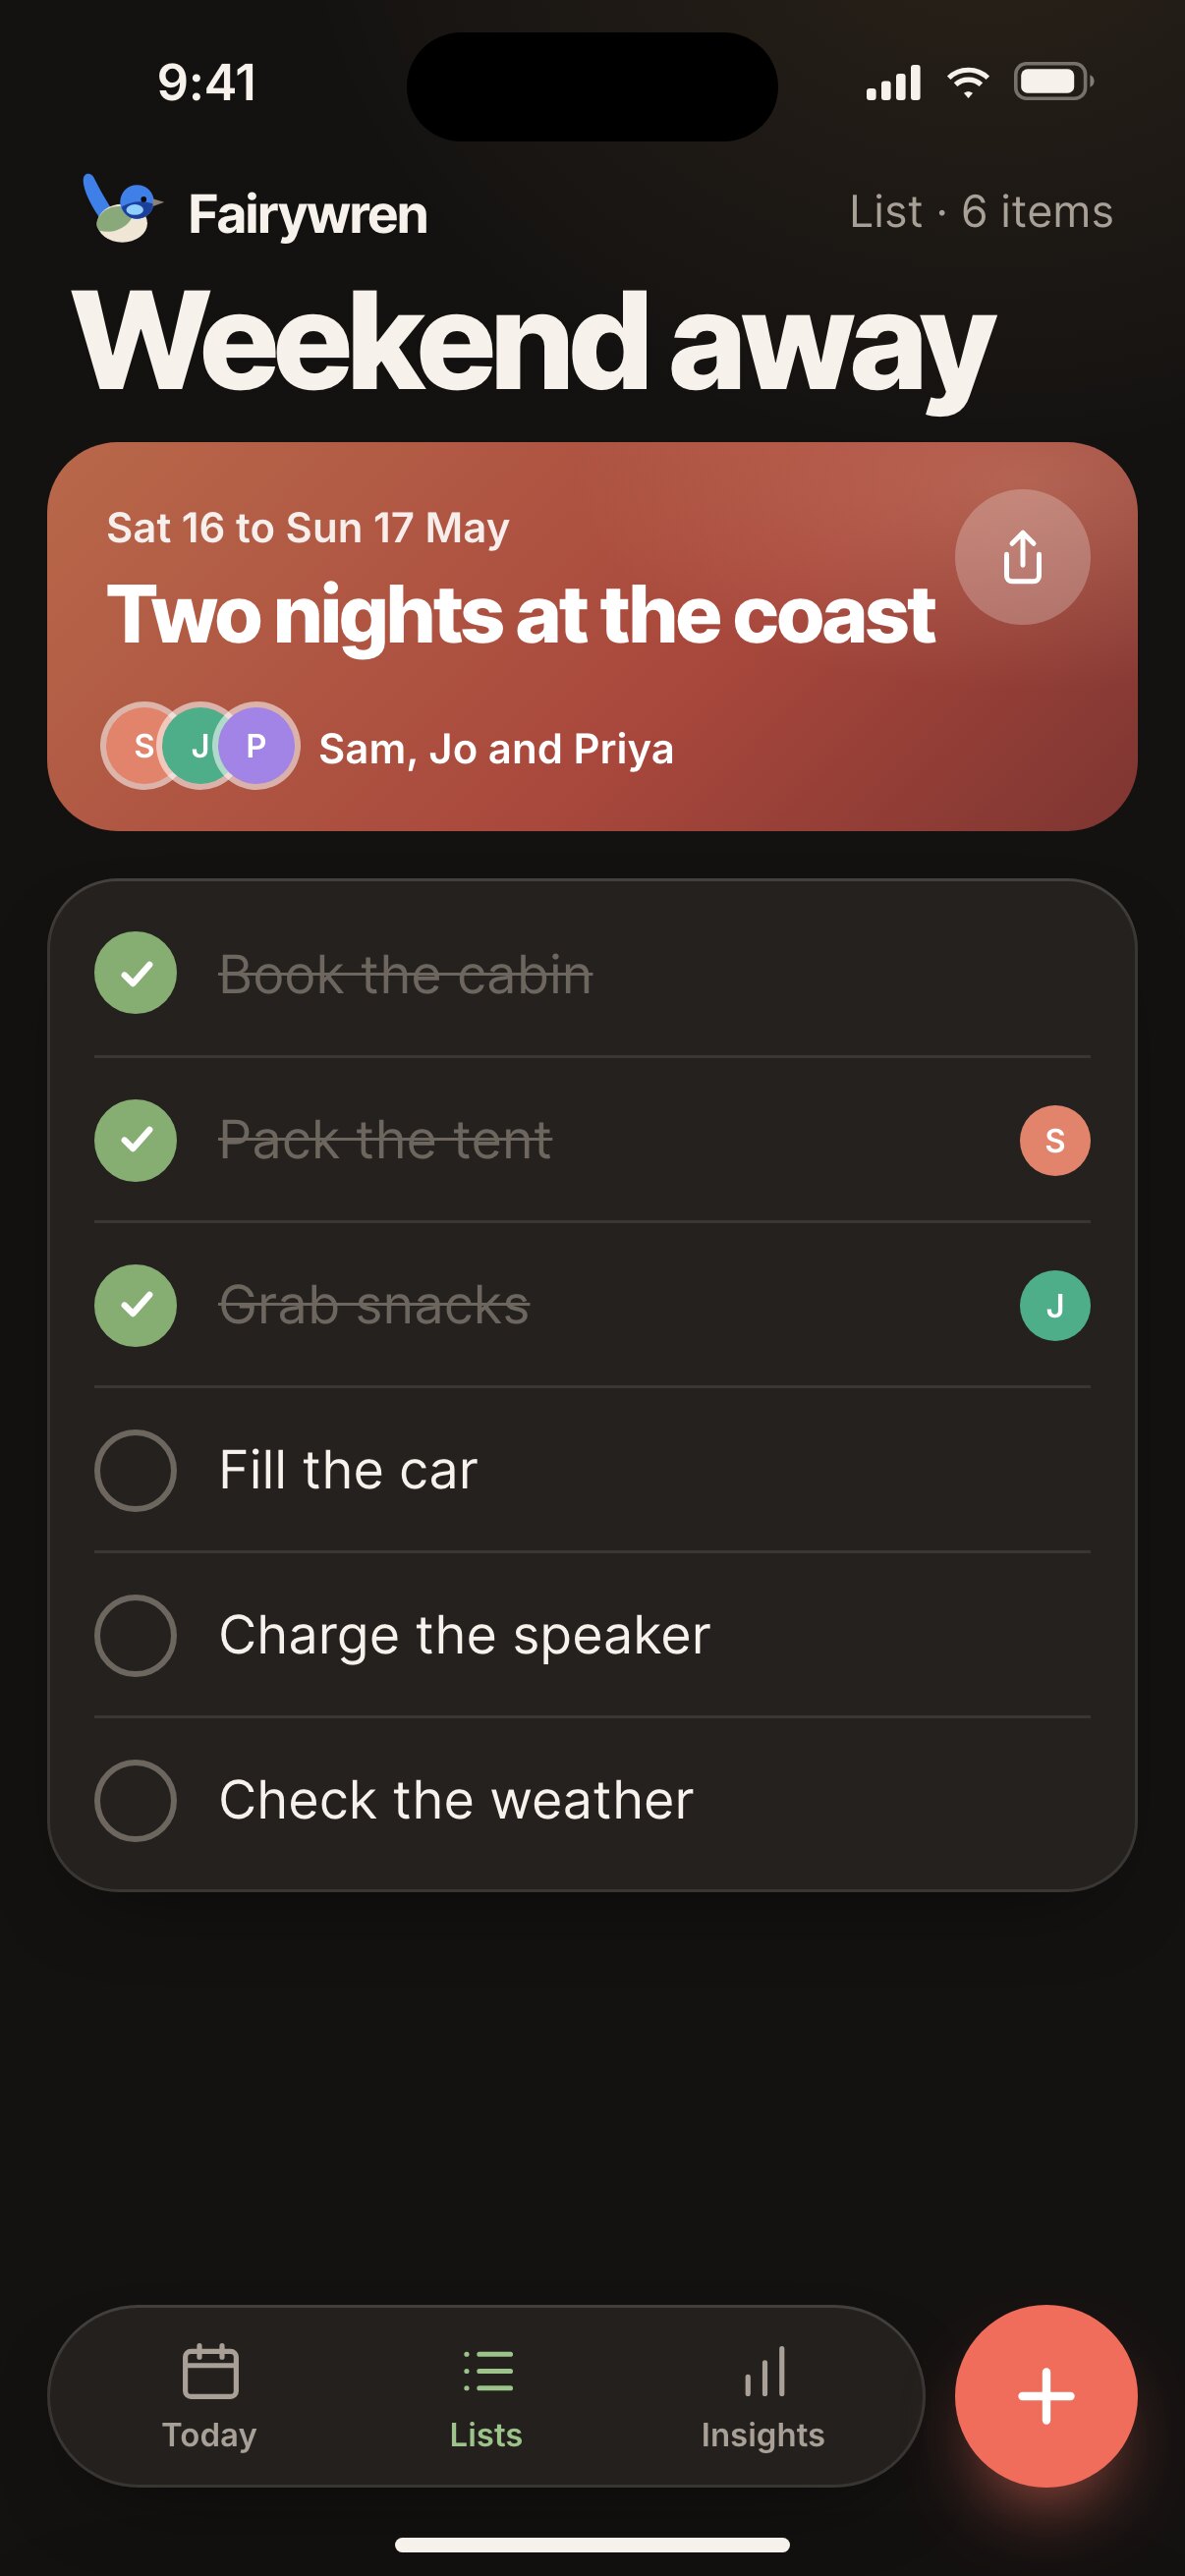 9:41
Fairywren
List · 6 items
Weekend away
Sat 16 to Sun 17 May
Two nights at the coast
S J P Sam, Jo and Priya
Book the cabin
Pack the tent S
Grab snacks J
Fill the car
Charge the speaker
Check the weather
Today Lists Insights